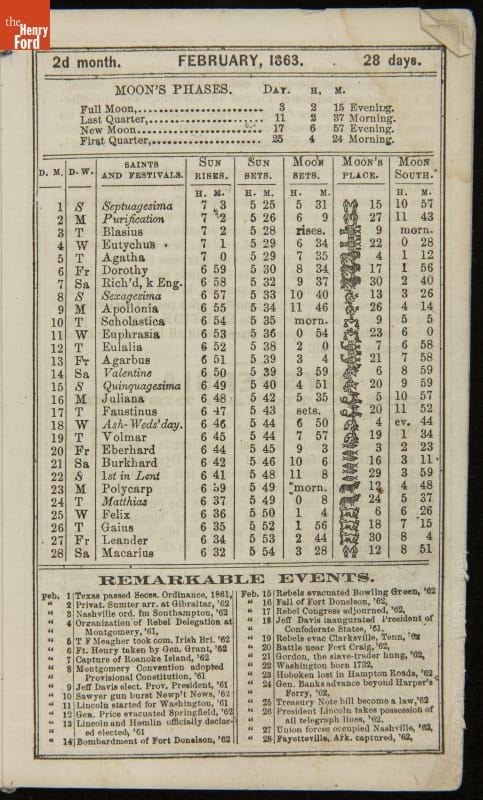 the Henry Ford
2d month. FEBRUARY, 1863. 28 days.
MOON'S PHASES. DAY. H. M.
Full Moon,........................ 3 2 15 Evening.
Last Quarter,........................ 11 2 37 Morning.
New Moon........................ 17 6 57 Evening.
First Quarter,........................ 25 4 24 Morning.
D. M. D. W. SAINTS AND FESTIVALS. SUN RISES. SUN SETS. MOON SETS. MOON'S PLACE. MOON SOUTH.
H. M. H. M. H. M.
1 S Septuagesima 7 3 5 25 5 31 15 10 57
2 M Purification 7 2 5 26 6 9 27 11 43
3 T Blasius 7 2 5 28 rises. 9 morn.
4 W Eutychus 7 1 5 29 6 34 22 0 28
5 T Agatha 7 0 5 29 7 35 4 1 12
6 Fr Dorothy 6 59 5 30 8 34 17 1 56
7 Sa Rich'd, k Eng. 6 58 5 32 9 37 30 2 40
8 S Sexagesima 6 57 5 33 10 40 13 3 26
9 M Apollonia 6 55 5 34 11 46 26 4 14
10 T Scholastica 6 54 5 35 morn. 9 5 5
11 W Euphrasia 6 53 5 36 0 54 23 6 0
12 T Eulalia 6 52 5 38 2 0 7 6 58
13 Fr Agarbus 6 51 5 39 3 4 21 7 58
14 Sa Valentine 6 50 5 39 3 59 6 8 59
15 S Quinquagesima 6 49 5 40 4 51 20 9 59
16 M Juliana 6 48 5 42 5 35 5 10 57
17 T Faustinus 6 47 5 43 sets. 20 11 52
18 W Ash-Weds'day. 6 46 5 44 6 50 4 ev. 44
19 T Volmar 6 45 5 44 7 57 19 1 34
20 Fr Eberhard 6 44 5 45 9 3 3 2 23
21 Sa Burkhard 6 42 5 46 10 6 16 3 11
22 S 1st in Lent 6 41 5 48 11 8 29 3 59
23 M Polycarp 6 39 5 49 morn. 12 4 48
24 T Matthias 6 37 5 49 0 8 24 5 37
25 W Felix 6 36 5 50 1 4 6 6 26
26 T Gaius 6 35 5 52 1 56 18 7 15
27 Fr Leander 6 34 5 53 2 44 30 8 4
28 Sa Macarius 6 32 5 54 3 28 12 8 51
REMARKABLE EVENTS.
Feb. 1 Texas passed Seces. Ordinance, 1861,
" 2 Privat. Sumter arr. at Gibraltar, '62
" 3 Nashville ord. fm Southampton, '62
" 4 Organization of Rebel Delegation at
Montgomery, '61,
" 5 T F Meagher took com. Irish Bri. '62
" 6 Ft. Henry taken by Gen. Grant, '62
" 7 Capture of Roanoke Island, '62
" 8 Montgomery Convention adopted
Provisional Constitution, '61
" 9 Jeff Davis elect. Prov. President, '61
" 10 Sawyer gun burst Newp't News, '62
" 11 Lincoln started for Washington, '61
" 12 Gen. Price evacuated Springfield, '62
" 13 Lincoln and Hemlin officially declar-
ed elected, '61
" 14 Bombardment of Fort Donelson, '62
Feb. 15 Rebels evacuated Bowling Green, '62
" 16 Fall of Fort Donelson, '62,
" 17 Rebel Congress adjourned, '62,
" 18 Jeff Davis inaugurated President of
Confederate States, '61.
" 19 Rebels evac Clarksville, Tenn, '62
" 20 Battle near Fort Craig, '62,
" 21 Gordon, the slave-trader hung, '62,
" 22 Washington born 1732,
" 23 Hoboken lost in Hampton Roads, '62
" 24 Gen. Banks advance beyond Harper's
Ferry, '62,
" 25 Treasury Note bill become a law, '62
" 26 President Lincoln takes possession of
all telegraph lines, '62,
" 27 Union forces occupied Nashville, '62,
" 28 Fayetteville, Ark. captured, '62,